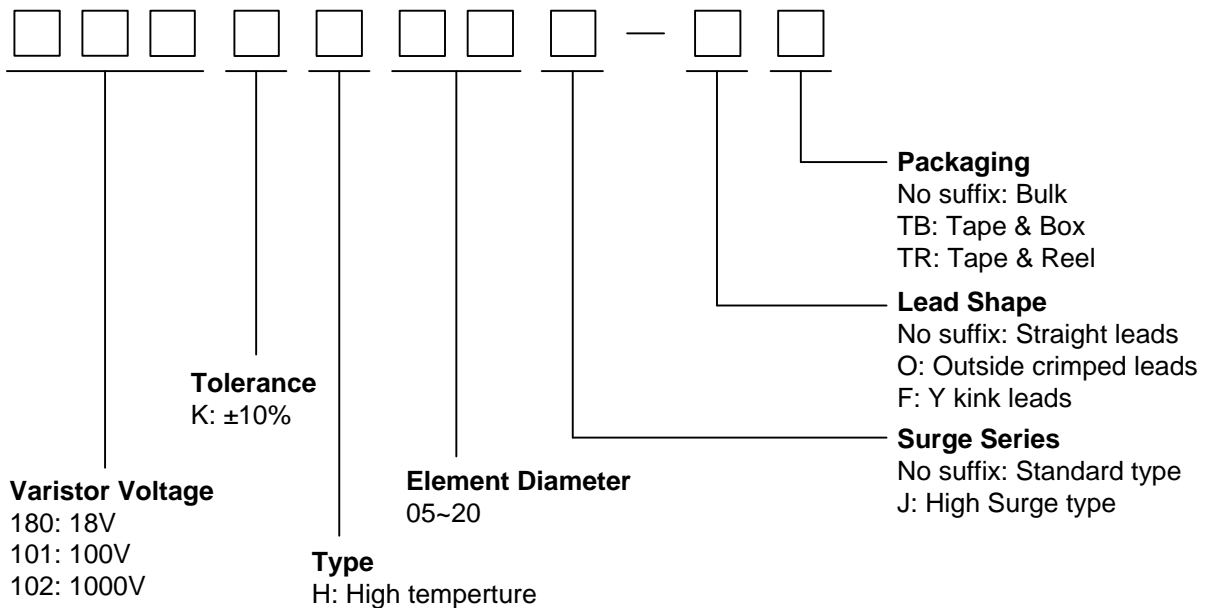 Packaging
No suffix: Bulk
TB: Tape & Box
TR: Tape & Reel
Lead Shape
No suffix: Straight leads
O: Outside crimped leads
F: Y kink leads
Surge Series
No suffix: Standard type
J: High Surge type
Tolerance
K: ±10%
Element Diameter
05~20
Varistor Voltage
180: 18V
101: 100V
102: 1000V
Type
H: High temperture